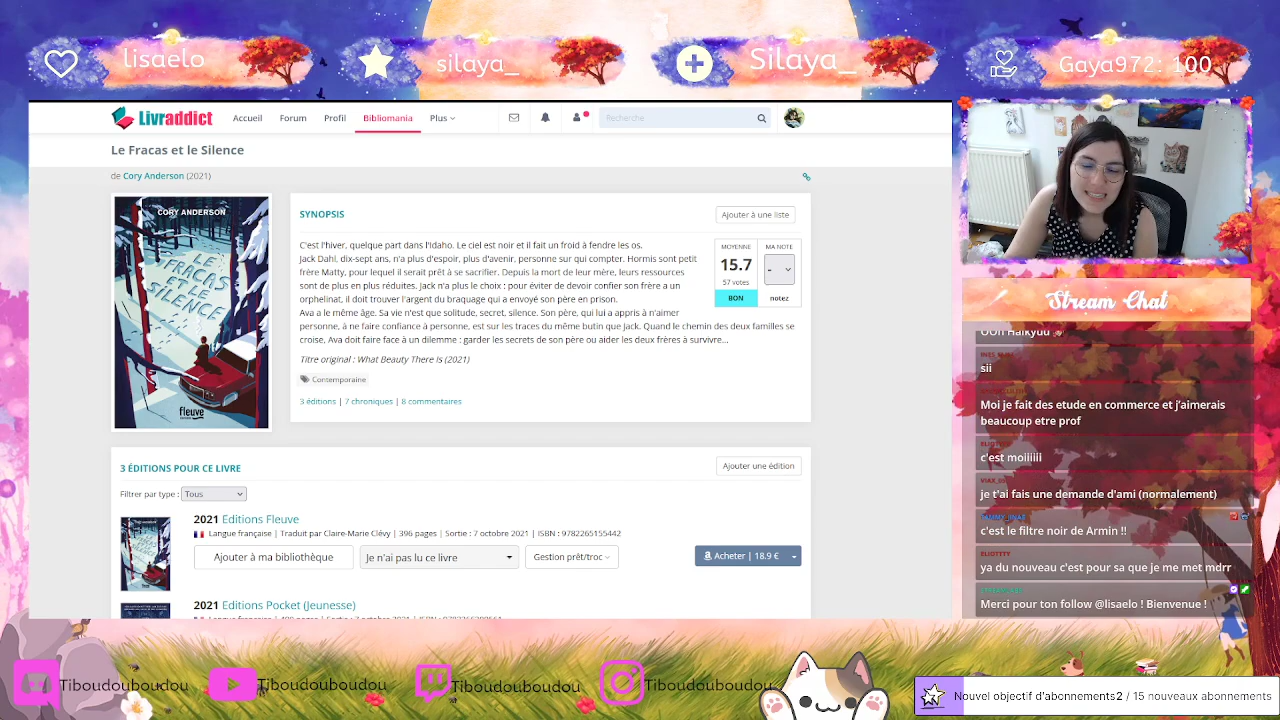 lisaelo
silaya_
Silaya_
Gaya972: 100
Livraddict
Accueil
Forum
Profil
Bibliomania
Plus
Recherche
Le Fracas et le Silence
de Cory Anderson (2021)
CORY ANDERSON
LE
FRACAS
ET LE
SILENCE
fleuve
SYNOPSIS
Ajouter à une liste
C'est l'hiver, quelque part dans l'Idaho. Le ciel est noir et il fait un froid à fendre les os.
Jack Dahl, dix-sept ans, n'a plus d'espoir, plus d'avenir, personne sur qui compter. Hormis sont petit
frère Matty, pour lequel il serait prêt à se sacrifier. Depuis la mort de leur mère, leurs ressources
sont de plus en plus réduites. Jack n'a plus le choix : pour éviter de devoir confier son frère a un
orphelinat, il doit trouver l'argent du braquage qui a envoyé son père en prison.
Ava a le même âge. Sa vie n'est que solitude, secret, silence. Son père, qui lui a appris à n'aimer
personne, à ne faire confiance à personne, est sur les traces du même butin que Jack. Quand le chemin des deux familles se
croise, Ava doit faire face à un dilemme : garder les secrets de son père ou aider les deux frères à survivre...
MOYENNE
15.7
57 votes
BON
MA NOTE
-
notez
Titre original : What Beauty There Is (2021)
Contemporaine
3 éditions | 7 chroniques | 8 commentaires
3 ÉDITIONS POUR CE LIVRE
Ajouter une édition
Filtrer par type : Tous
2021 Editions Fleuve
Langue française | Traduit par Claire-Marie Clévy | 396 pages | Sortie : 7 octobre 2021 | ISBN : 9782265155442
Ajouter à ma bibliothèque
Je n'ai pas lu ce livre
Gestion prêt/troc
Acheter | 18.9 €
2021 Editions Pocket (Jeunesse)
Stream Chat
OOh Haikyuu
sii
Moi je fait des etude en commerce et j'aimerais
beaucoup etre prof
ELIOTTTY
c'est moiiiiii
je t'ai fais une demande d'ami (normalement)
c'est le filtre noir de Armin !!
ELIOTTTY
ya du nouveau c'est pour sa que je me met mdrr
Merci pour ton follow @lisaelo ! Bienvenue !
Tiboudouboudou
Tiboudouboudou
Tiboudouboudou
Tiboudouboudou
Nouvel objectif d'abonnements2 / 15 nouveaux abonnements